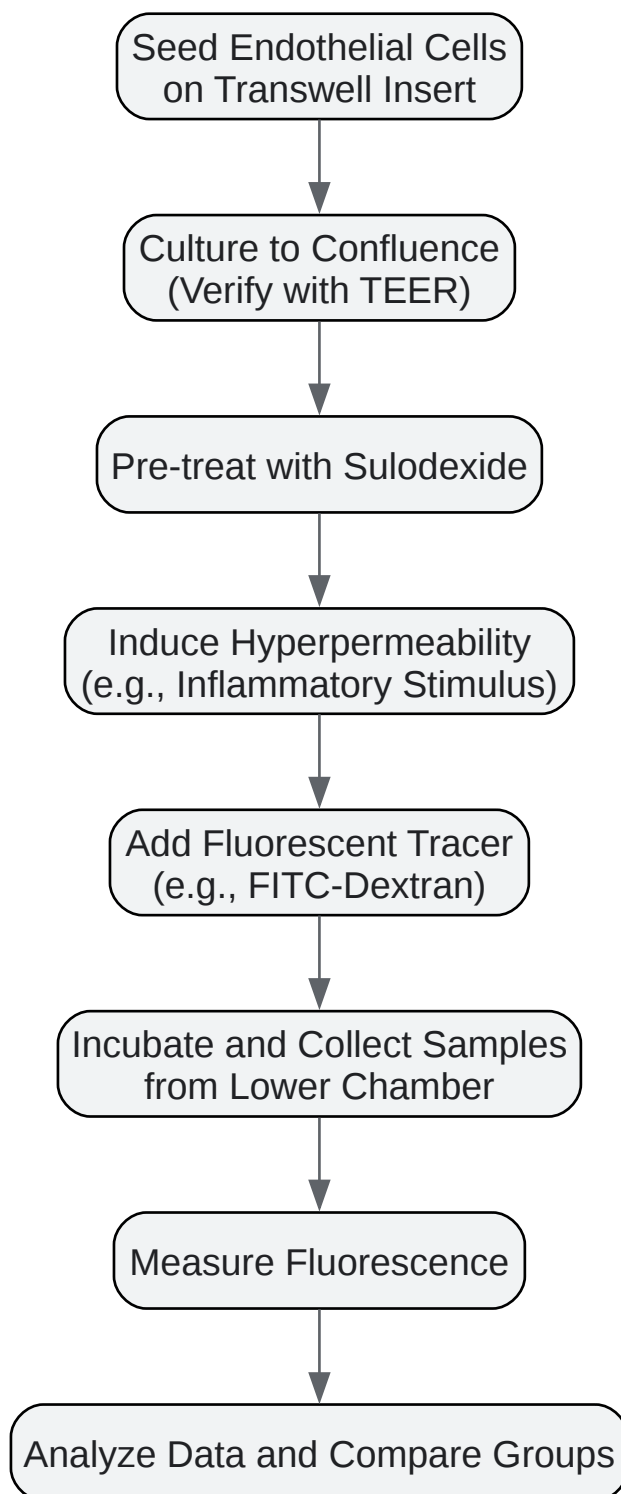 Seed Endothelial Cells
on Transwell Insert
Culture to Confluence
(Verify with TEER)
Pre-treat with Sulodexide
Induce Hyperpermeability
(e.g., Inflammatory Stimulus)
Add Fluorescent Tracer
(e.g., FITC-Dextran)
Incubate and Collect Samples
from Lower Chamber
Measure Fluorescence
Analyze Data and Compare Groups